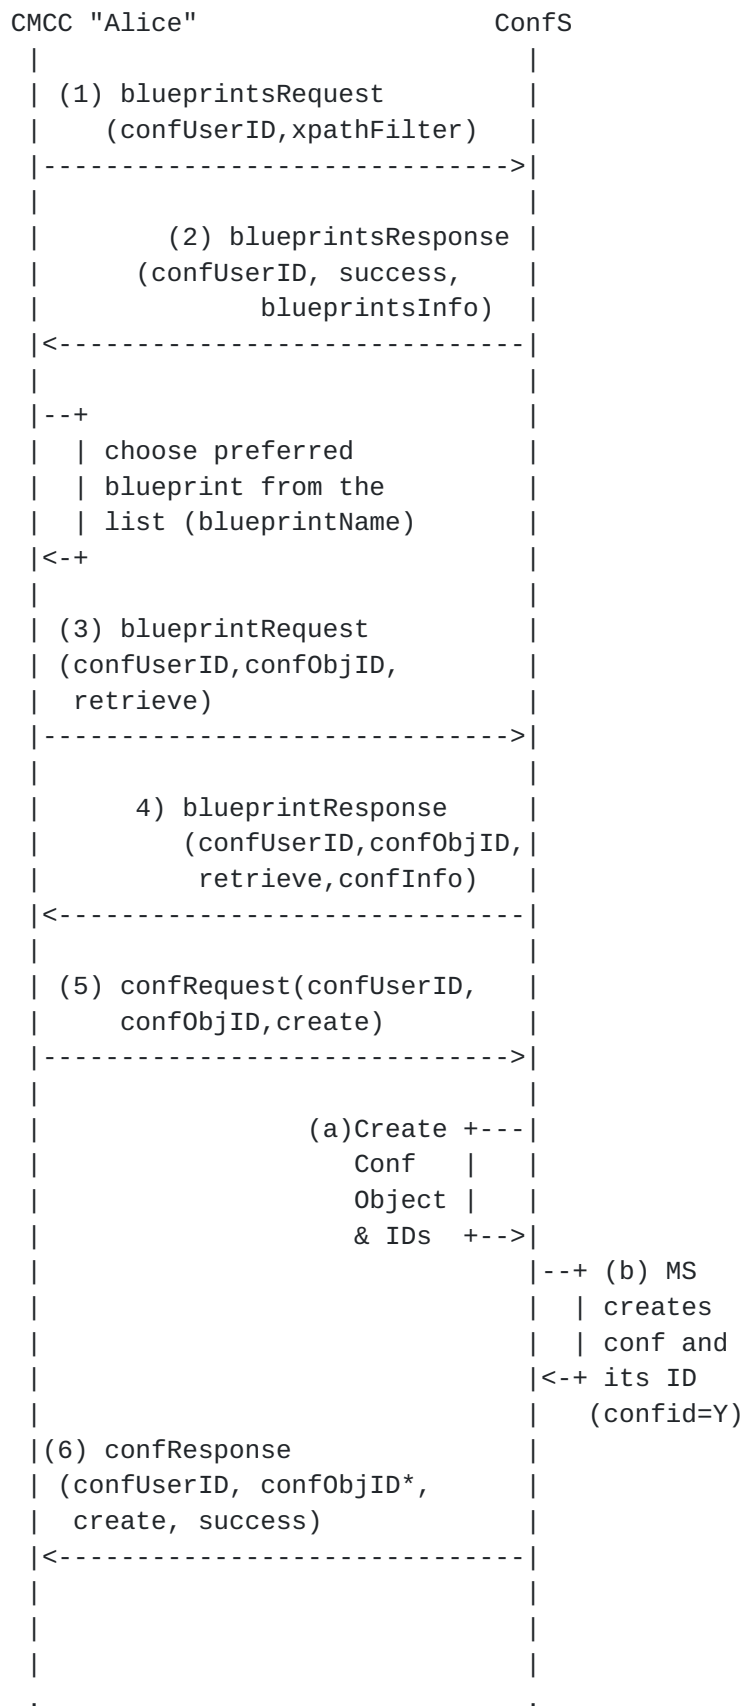 CMCC "Alice"                   ConfS
 |                               |
 | (1) blueprintsRequest         |
 |    (confUserID,xpathFilter)   |
 |------------------------------>|
 |                               |
 |        (2) blueprintsResponse |
 |      (confUserID, success,    |
 |              blueprintsInfo)  |
 |<------------------------------|
 |                               |
 |--+                            |
 |  | choose preferred           |
 |  | blueprint from the         |
 |  | list (blueprintName)       |
 |<-+                            |
 |                               |
 | (3) blueprintRequest          |
 | (confUserID,confObjID,        |
 |  retrieve)                    |
 |------------------------------>|
 |                               |
 |      4) blueprintResponse     |
 |         (confUserID,confObjID,|
 |          retrieve,confInfo)   |
 |<------------------------------|
 |                               |
 | (5) confRequest(confUserID,   |
 |     confObjID,create)         |
 |------------------------------>|
 |                               |
 |                 (a)Create +---|
 |                    Conf   |   |
 |                    Object |   |
 |                    & IDs  +-->|
 |                               |--+ (b) MS
 |                               |  | creates
 |                               |  | conf and
 |                               |<-+ its ID
 |                               |   (confid=Y)
 |(6) confResponse               |
 | (confUserID, confObjID*,      |
 |  create, success)             |
 |<------------------------------|
 |                               |
 |                               |
 |                               |
 .                               .